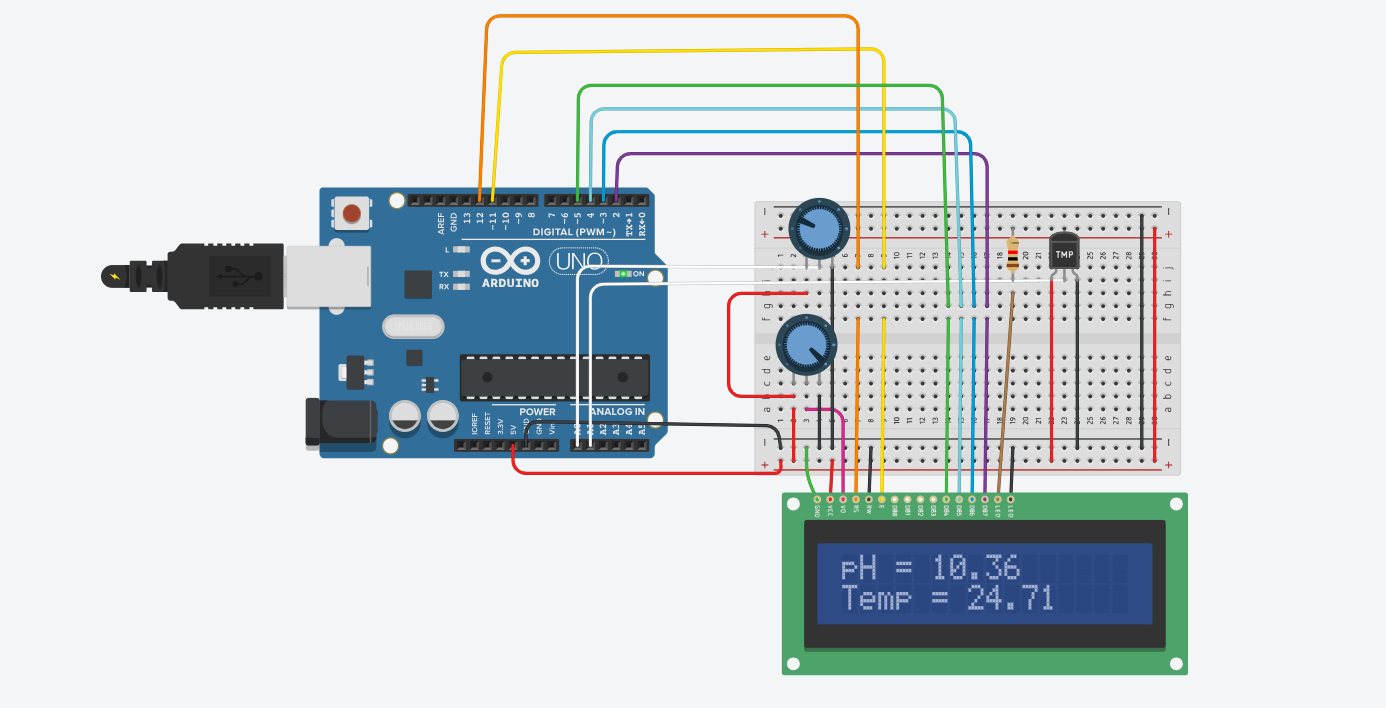 AREF
GND
13
12
~11
~10
~9
8
7
~6
~5
4
~3
2
TX→1
RX←0
DIGITAL (PWM~)
L
TX
RX
ARDUINO
UNO
ON
POWER
ANALOG IN
IOREF
RESET
3.3V
5V
GND
GND
Vin
A0
A1
A2
A3
A4
A5
TMP
GND
VCC
V0
RS
RW
E
DB0
DB1
DB2
DB3
DB4
DB5
DB6
DB7
LED
LED
pH = 10.36
Temp = 24.71